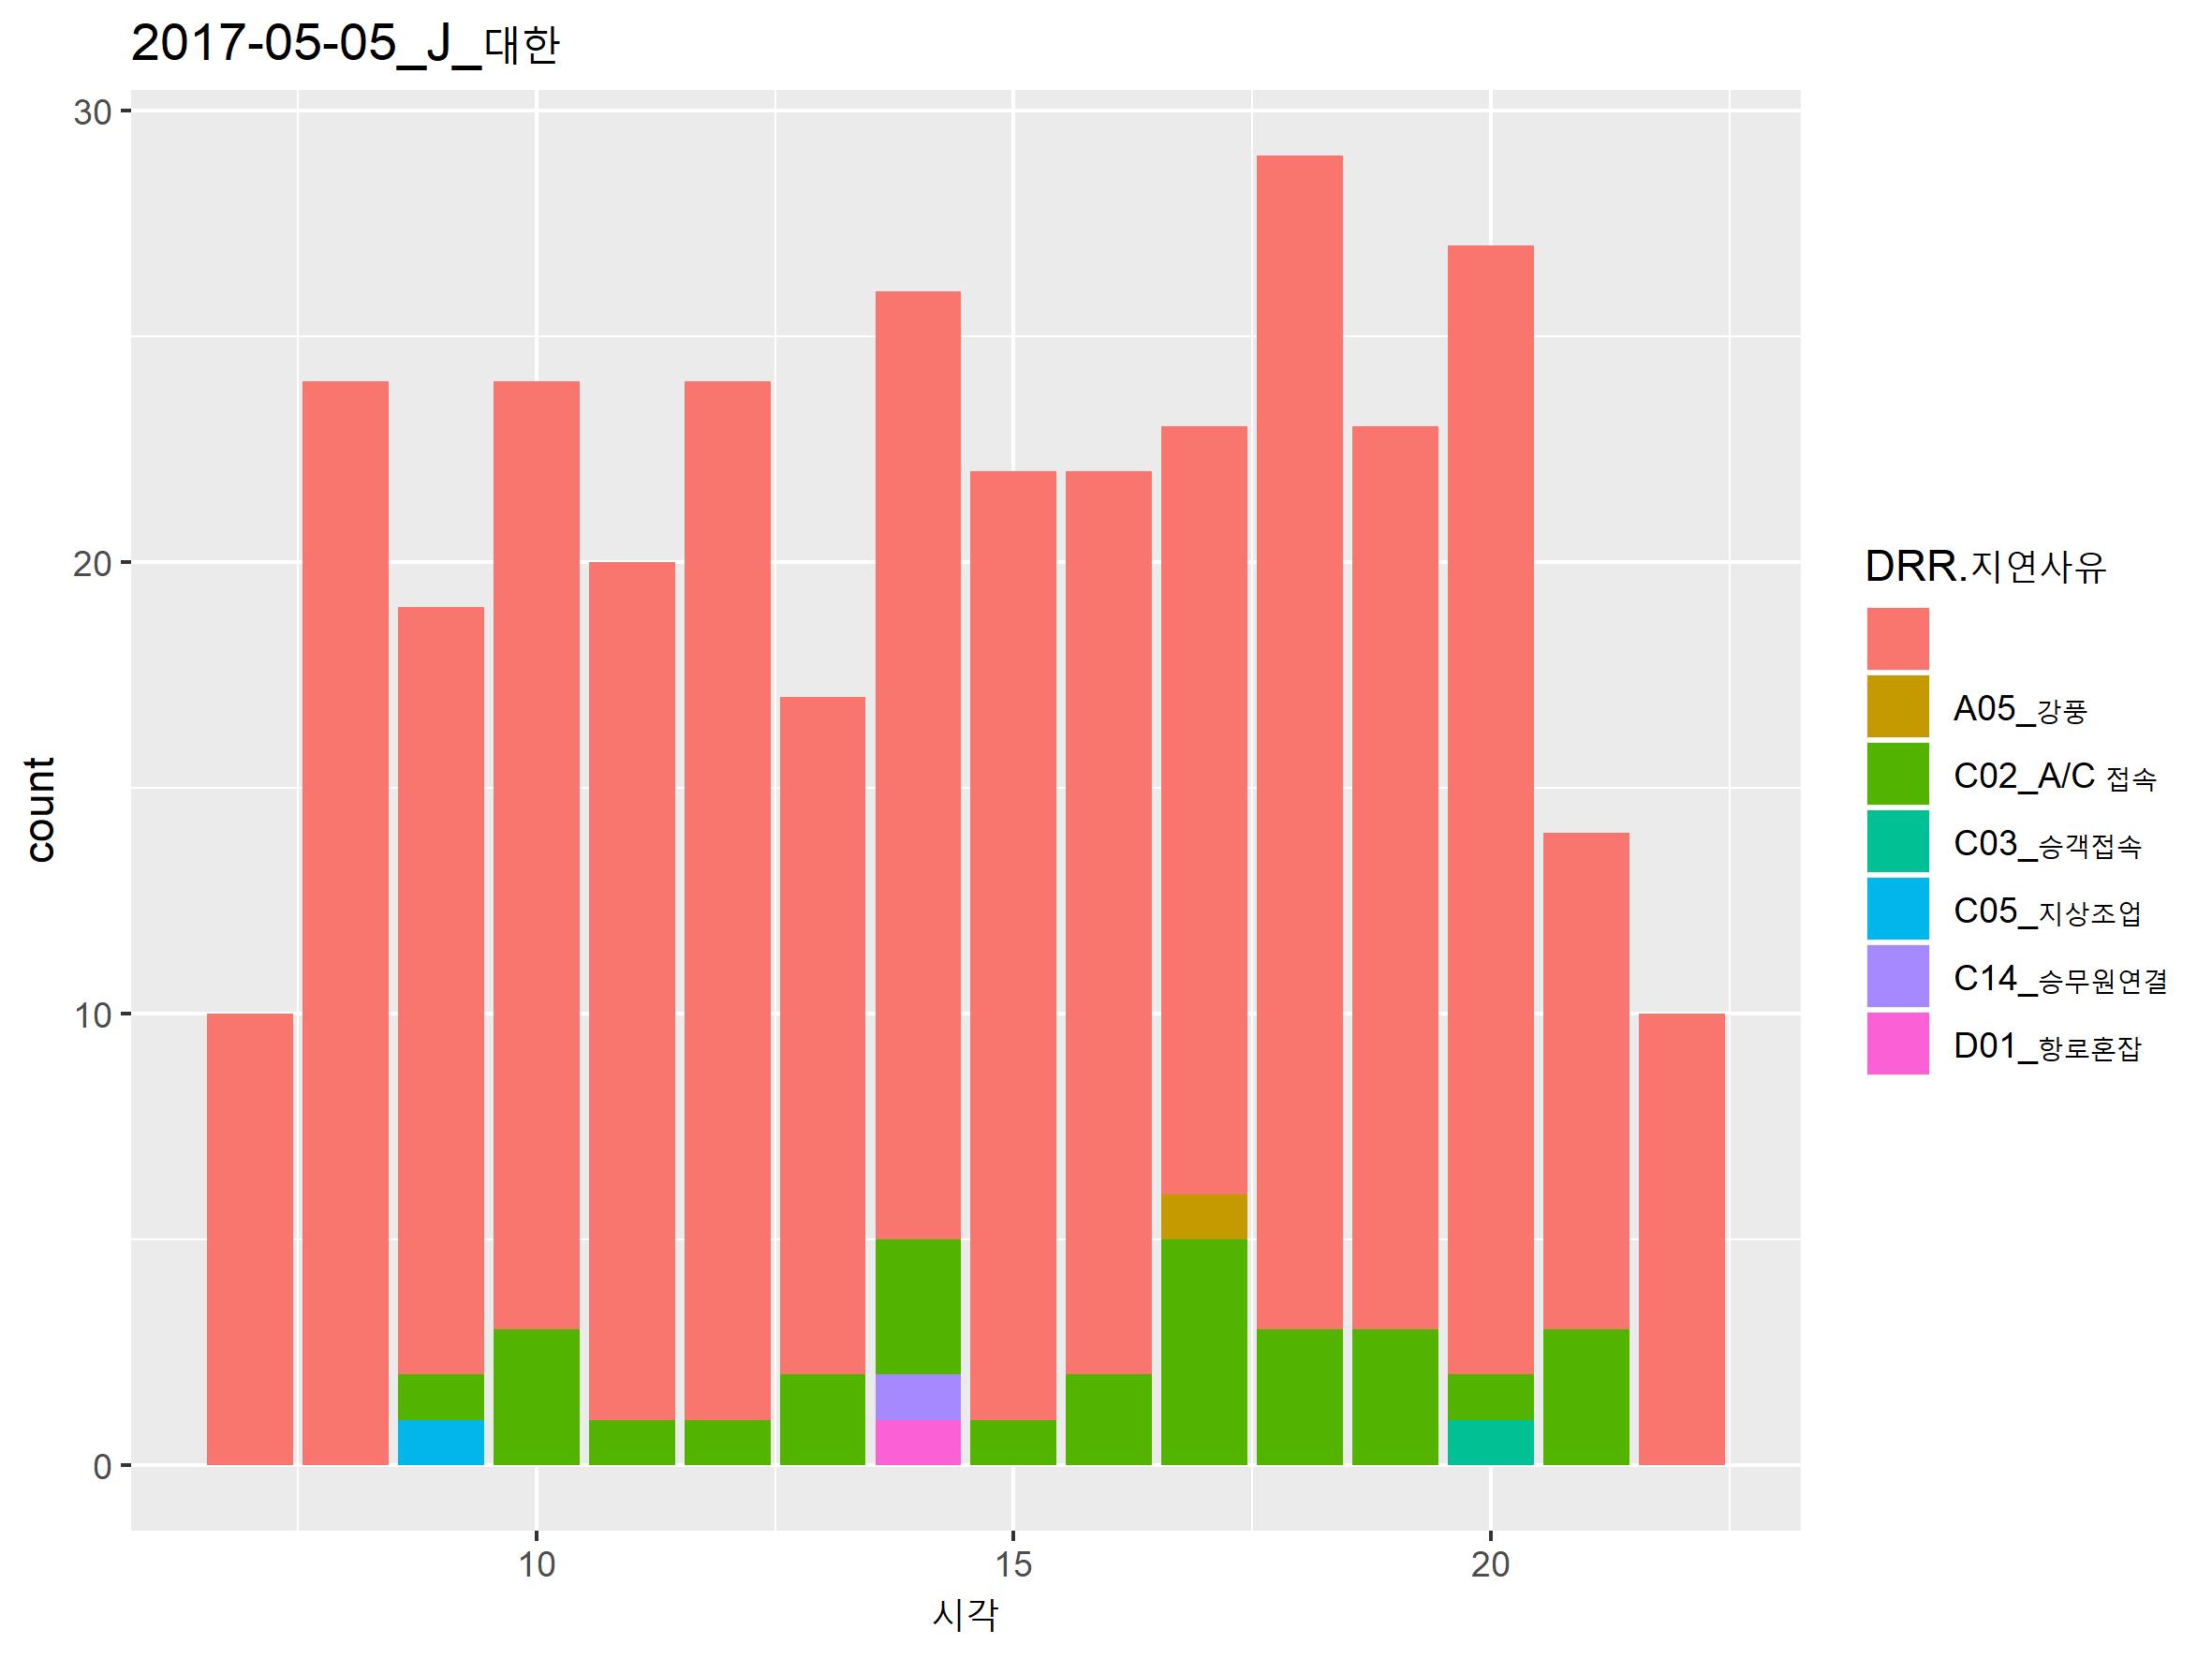 2017-05-05_J_대한
30
20
10
0
count
10
15
20
시각
DRR.지연사유
A05_강풍
C02_A/C 접속
C03_승객접속
C05_지상조업
C14_승무원연결
D01_항로혼잡